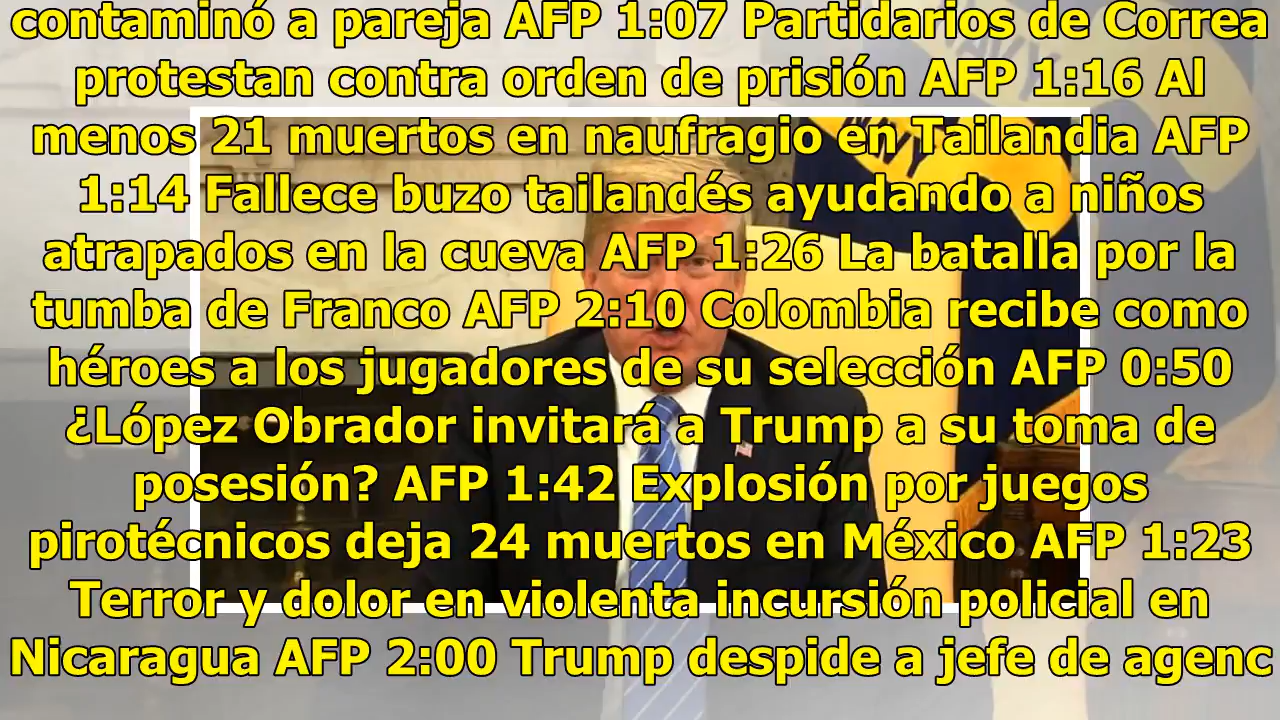 contaminó a pareja AFP 1:07 Partidarios de Correa
protestan contra orden de prisión AFP 1:16 Al
menos 21 muertos en naufragio en Tailandia AFP
1:14 Fallece buzo tailandés ayudando a niños
atrapados en la cueva AFP 1:26 La batalla por la
tumba de Franco AFP 2:10 Colombia recibe como
héroes a los jugadores de su selección AFP 0:50
¿López Obrador invitará a Trump a su toma de
posesión? AFP 1:42 Explosión por juegos
pirotécnicos deja 24 muertos en México AFP 1:23
Terror y dolor en violenta incursión policial en
Nicaragua AFP 2:00 Trump despide a jefe de agenc